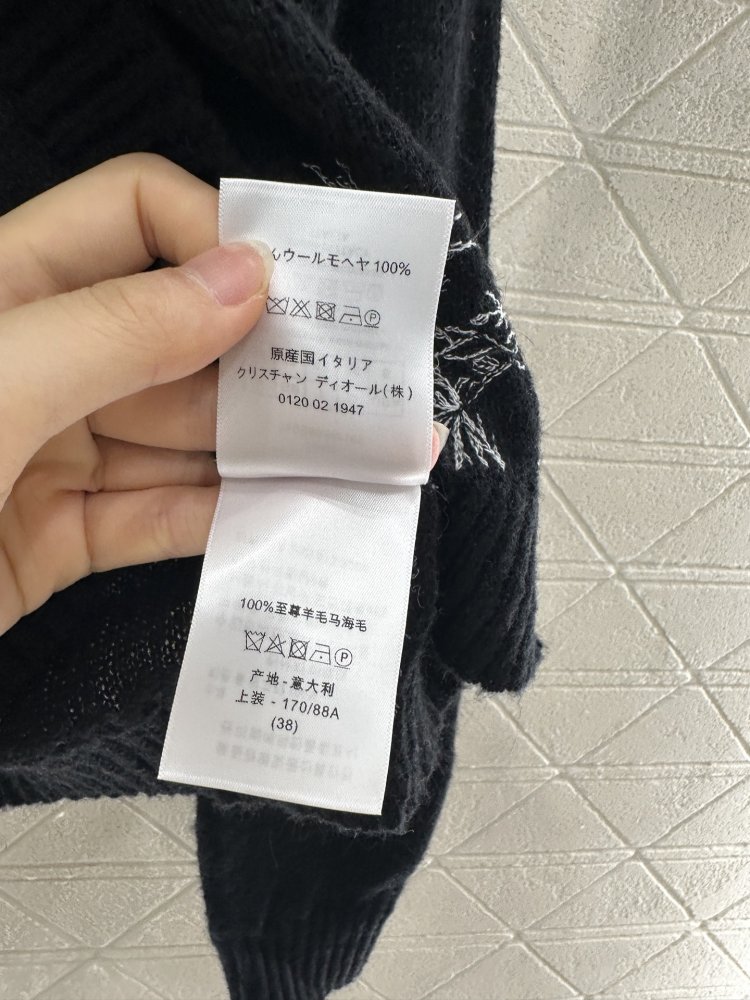 んウールモヘヤ100%
原産国イタリア
クリスチャン ディオール(株)
0120 02 1947
100%至尊羊毛马海毛
P
产地-意大利
上装 - 170/88A
(38)